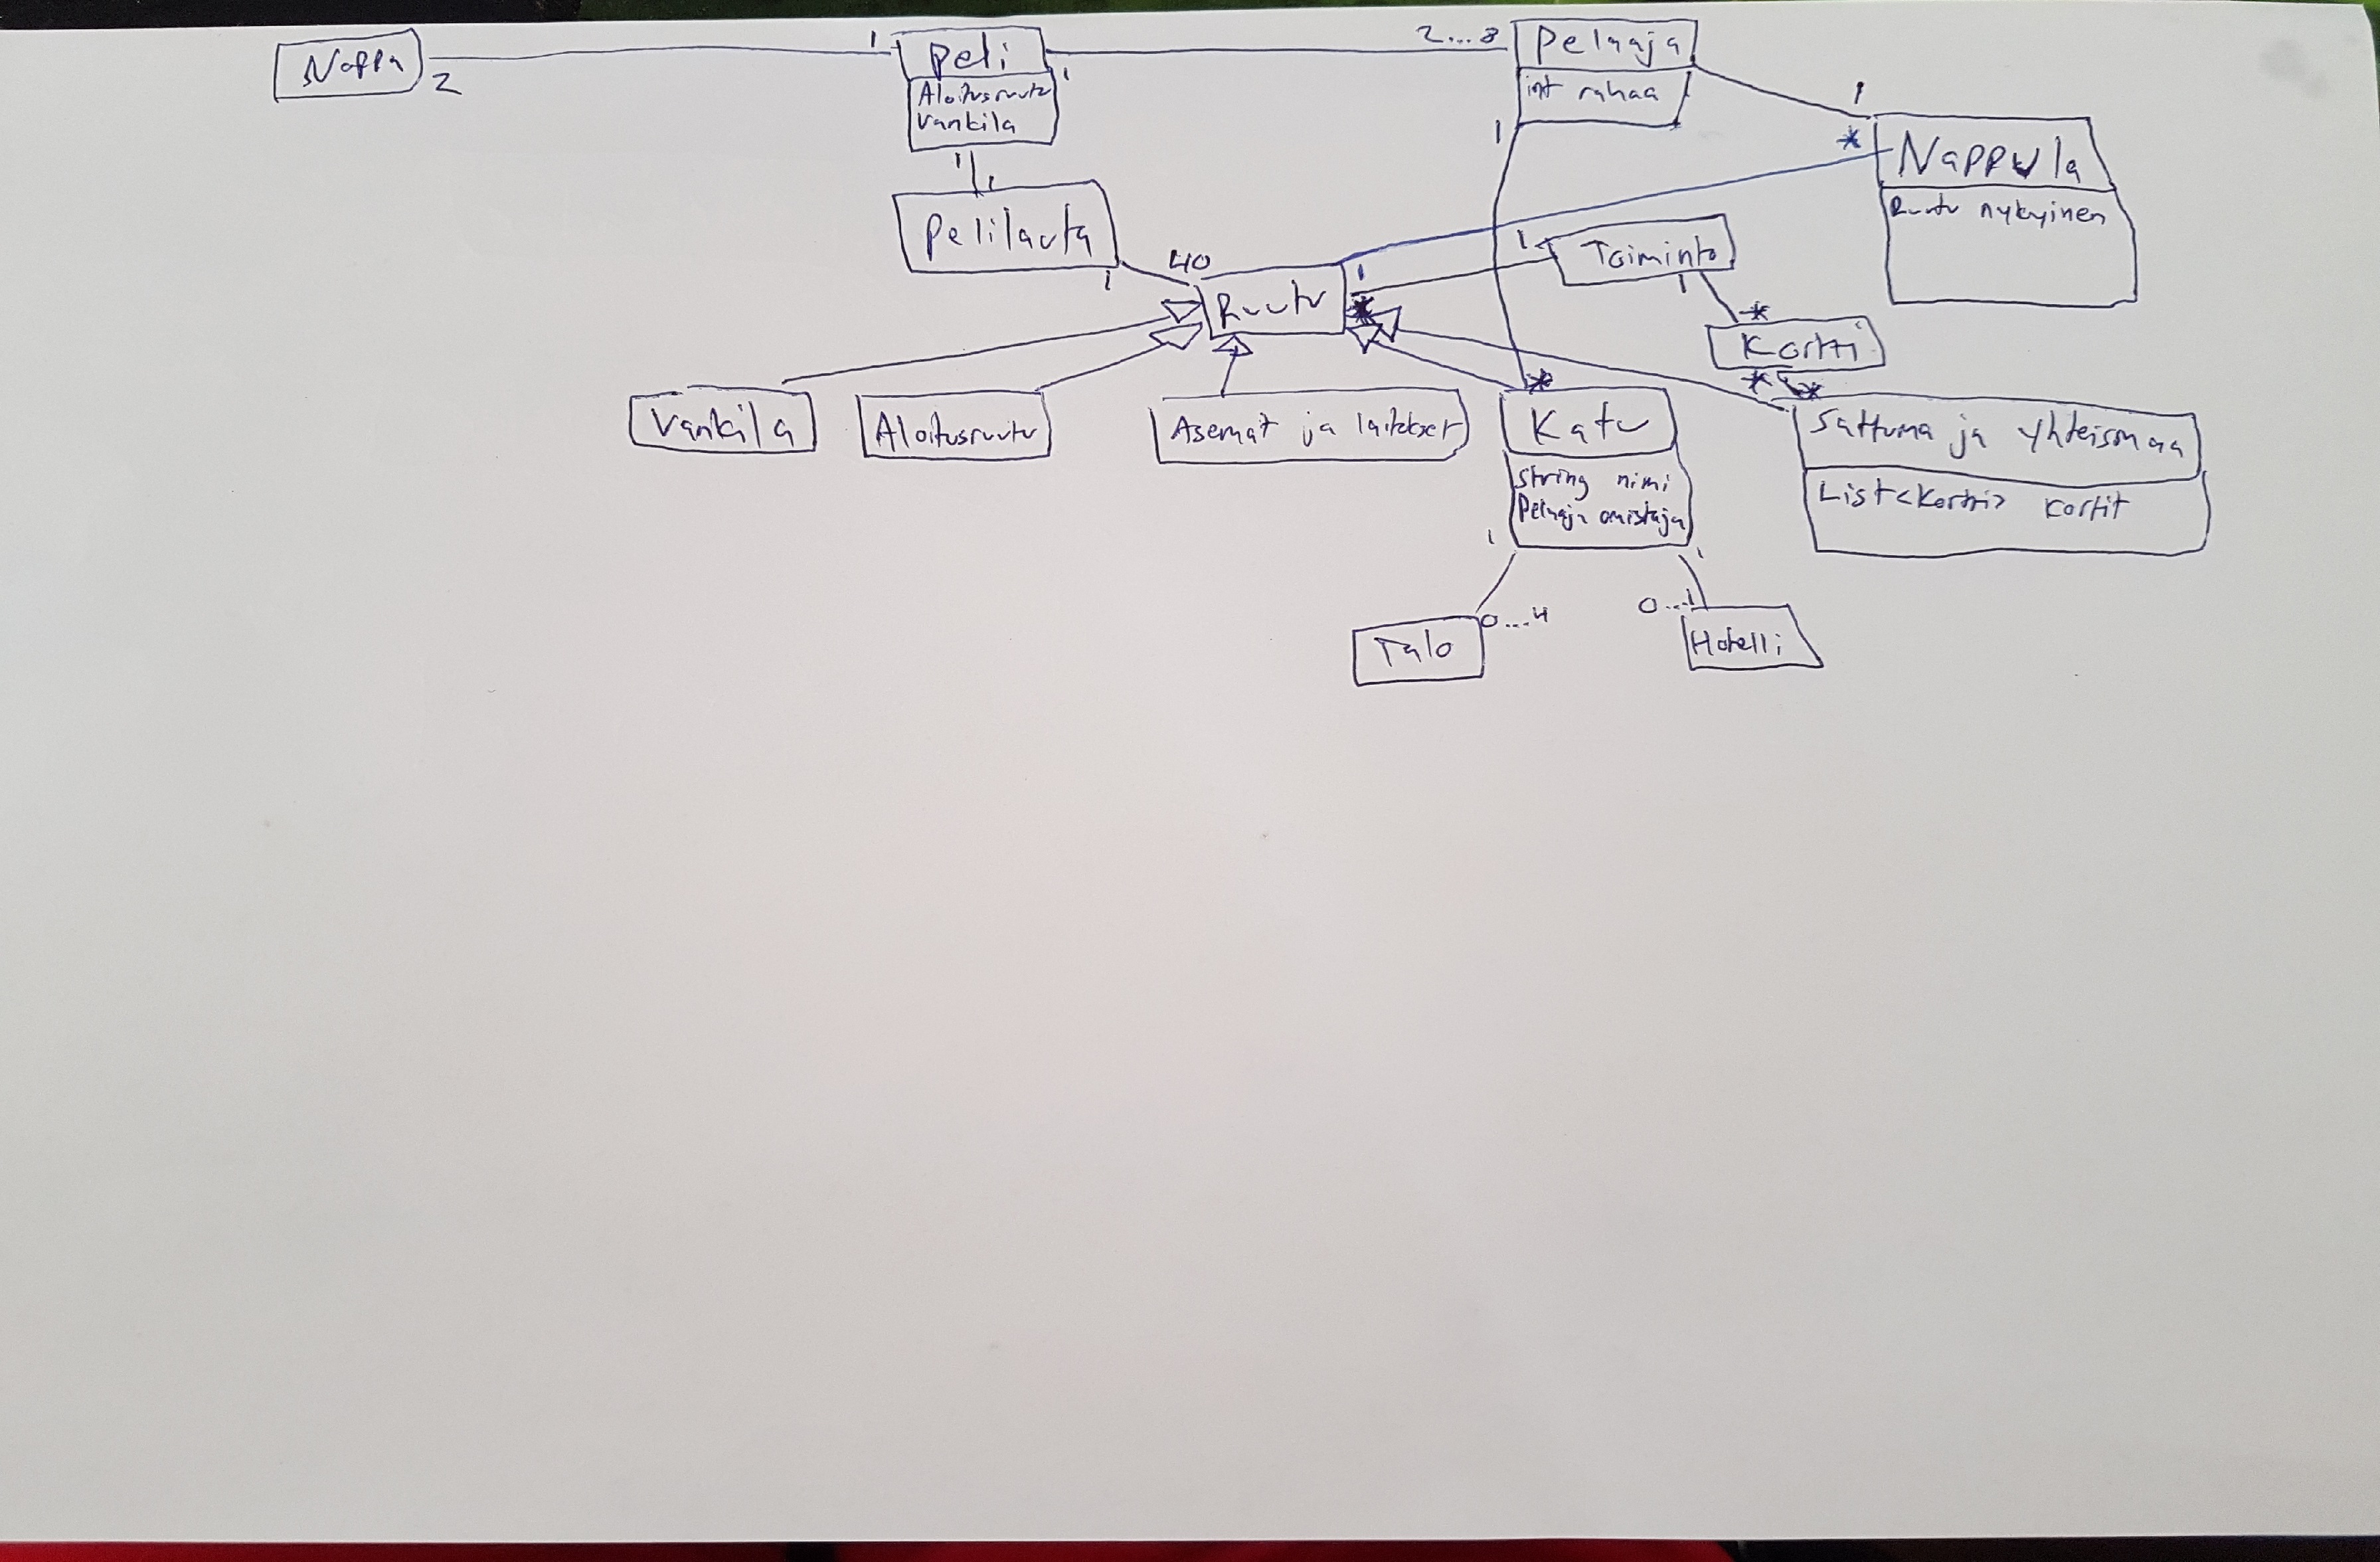 Noppa
2
1
Peli
1
Aloitusruutu
Vankila
1
1
Pelilauta
1
2...8
Pelaaja
int rahaa
1
1
*
Nappula
Ruutu nykyinen
40
Ruutu
1
*
1
Toiminto
1
*
Kortti
*
*
Vankila
Aloitusruutu
Asemat ja laitokset
*
Katu
String nimi
Pelaaja omistaja
1
1
Sattuma ja yhteismaa
List<Kortti> kortit
0...4
Talo
0...1
Hotelli